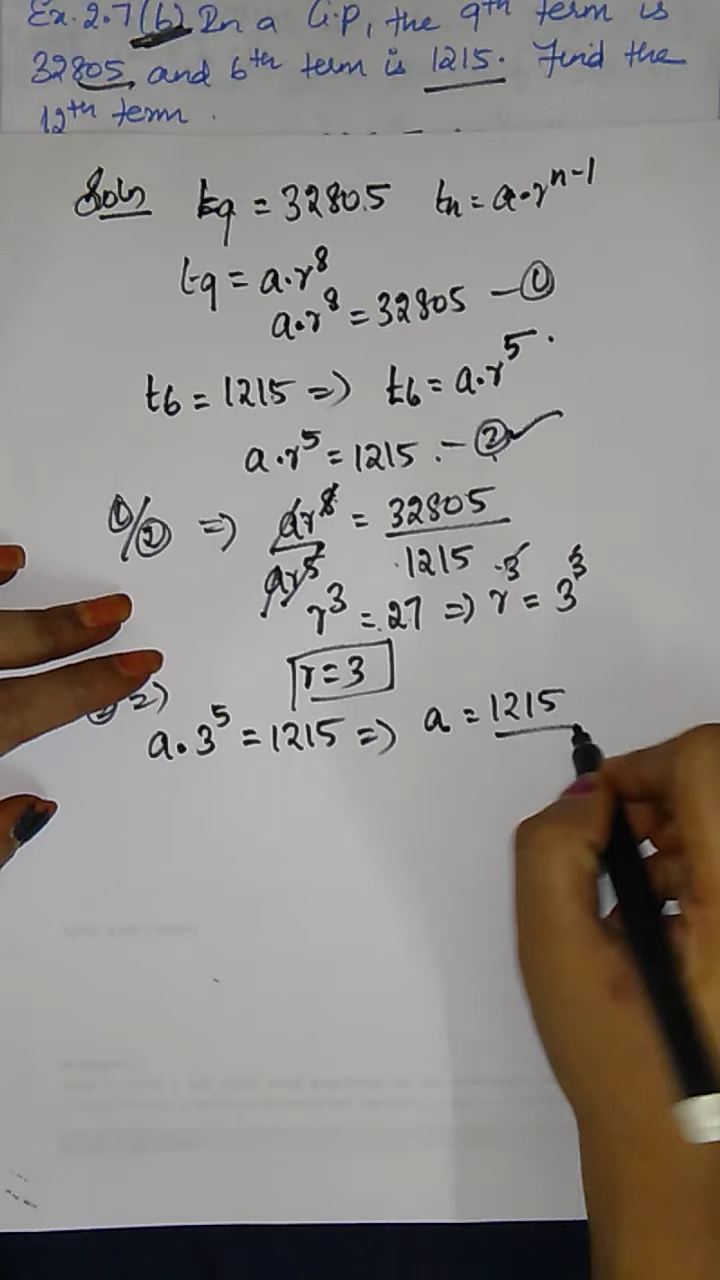 Ex. 2.7 (6) In a G.P, the 9th term is
32805 and 6th term is 1215. Find the
12th term.
Soln t9 = 32805 tn = a·r^n-1
t9 = a·r^8
a·r^8 = 32805 — ①
t6 = 1215 => t6 = a·r^5.
a·r^5 = 1215. — ②
①/② => ar^8/ar^5 = 32805/1215
r^3 = 27 => r^3 = 3^3
r = 3
=>
a·3^5 = 1215 => a = 1215